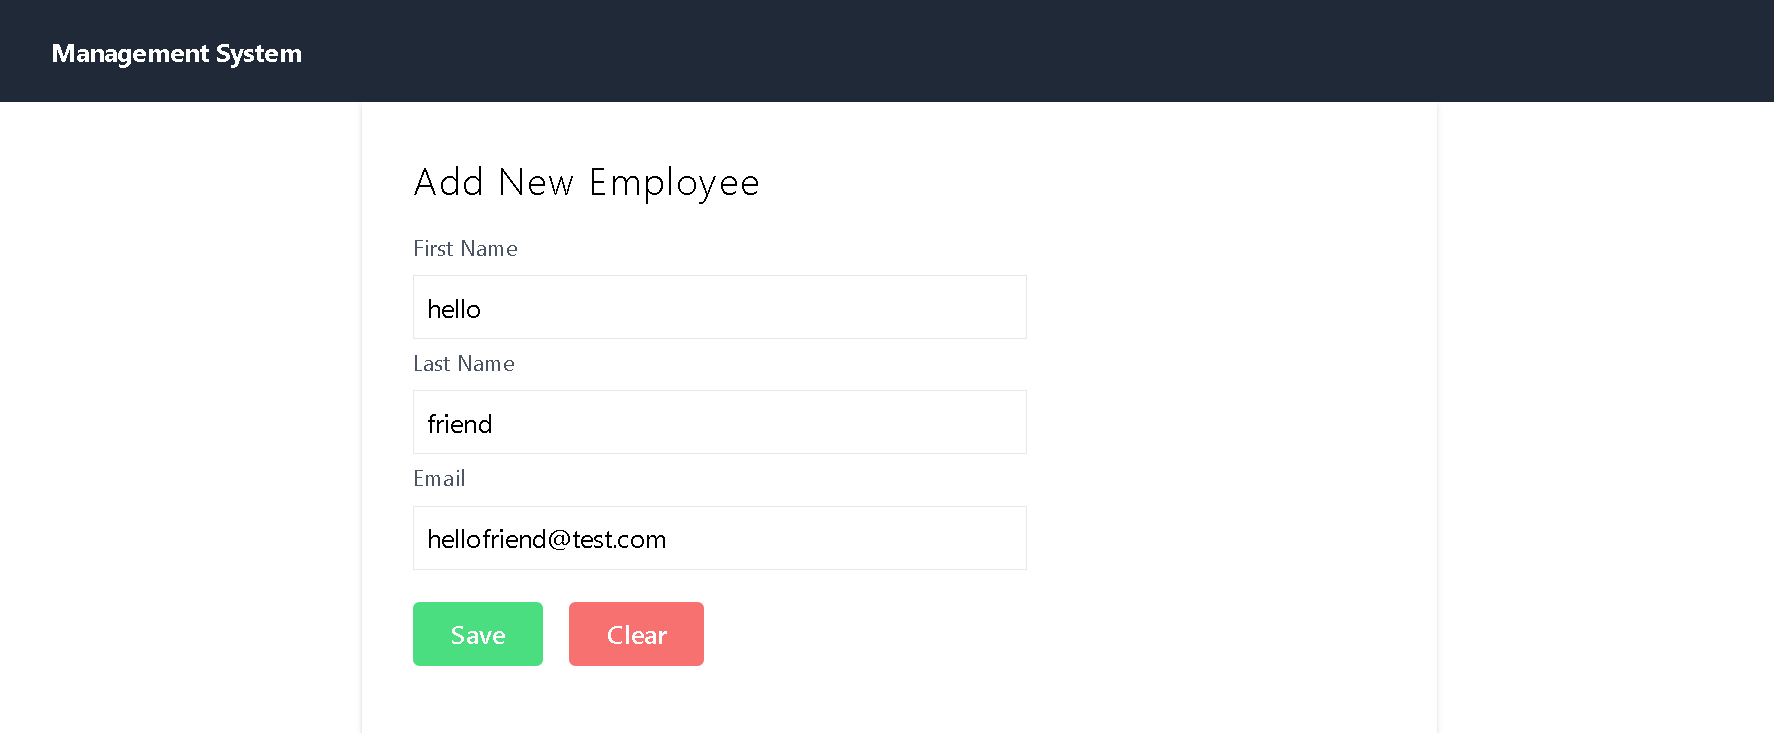 Management System
Add New Employee
First Name
hello
Last Name
friend
Email
hellofriend@test.com
Save Clear